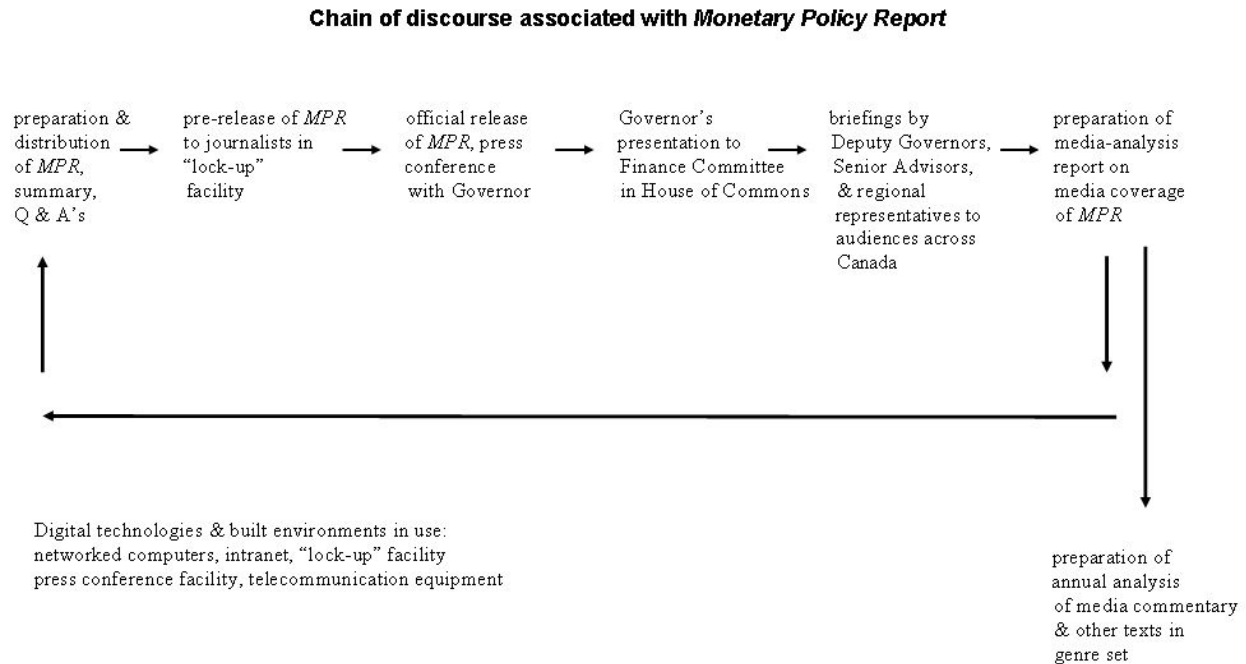 Chain of discourse associated with Monetary Policy Report
preparation &
distribution
of MPR,
summary,
Q & A's
pre-release of MPR
to journalists in
“lock-up”
facility
official release
of MPR, press
conference
with Governor
Governor's
presentation to
Finance Committee
in House of Commons
briefings by
Deputy Governors,
Senior Advisors,
& regional
representatives to
audiences across
Canada
preparation of
media-analysis
report on
media coverage
of MPR
Digital technologies & built environments in use:
networked computers, intranet, “lock-up” facility
press conference facility, telecommunication equipment
preparation of
annual analysis
of media commentary
& other texts in
genre set